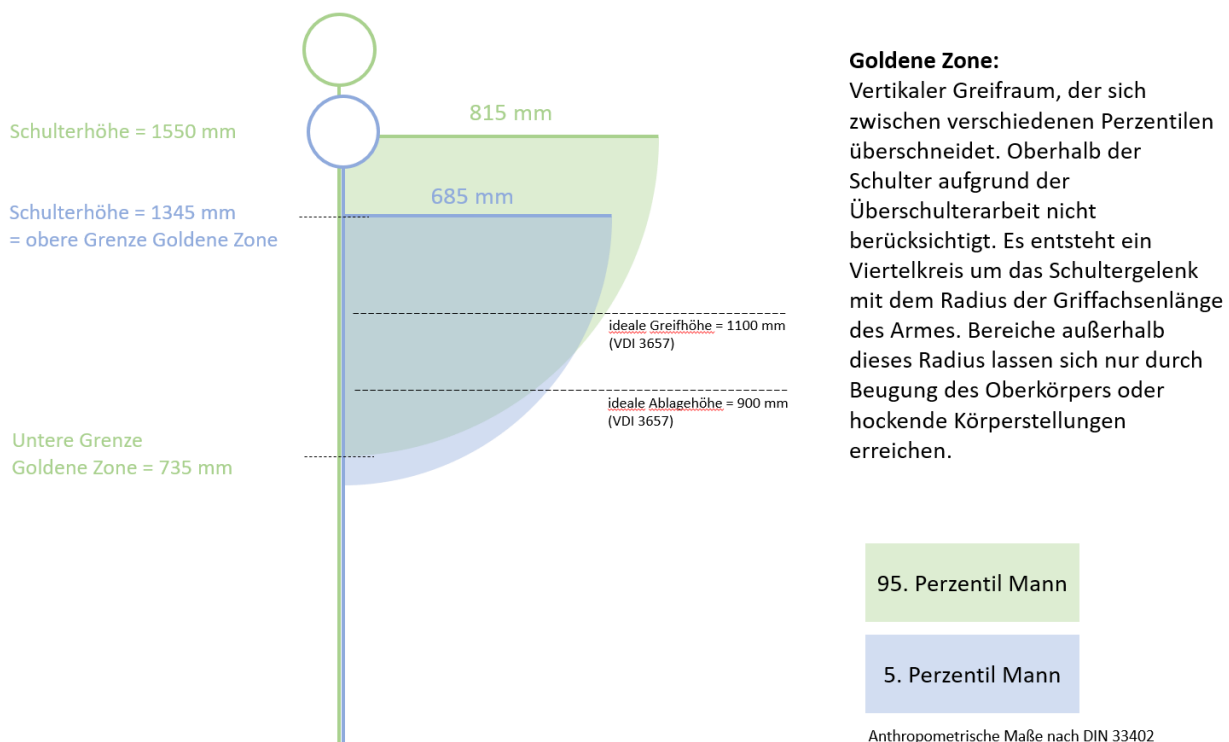 Schulterhöhe = 1550 mm
815 mm
Schulterhöhe = 1345 mm
= obere Grenze Goldene Zone
685 mm
ideale Greifhöhe = 1100 mm
(VDI 3657)
ideale Ablagehöhe = 900 mm
(VDI 3657)
Untere Grenze
Goldene Zone = 735 mm
Goldene Zone:
Vertikaler Greifraum, der sich
zwischen verschiedenen Perzentilen
überschneidet. Oberhalb der
Schulter aufgrund der
Überschulterarbeit nicht
berücksichtigt. Es entsteht ein
Viertelkreis um das Schultergelenk
mit dem Radius der Griffachsenlänge
des Armes. Bereiche außerhalb
dieses Radius lassen sich nur durch
Beugung des Oberkörpers oder
hockende Körperstellungen
erreichen.
95. Perzentil Mann
5. Perzentil Mann
Anthropometrische Maße nach DIN 33402